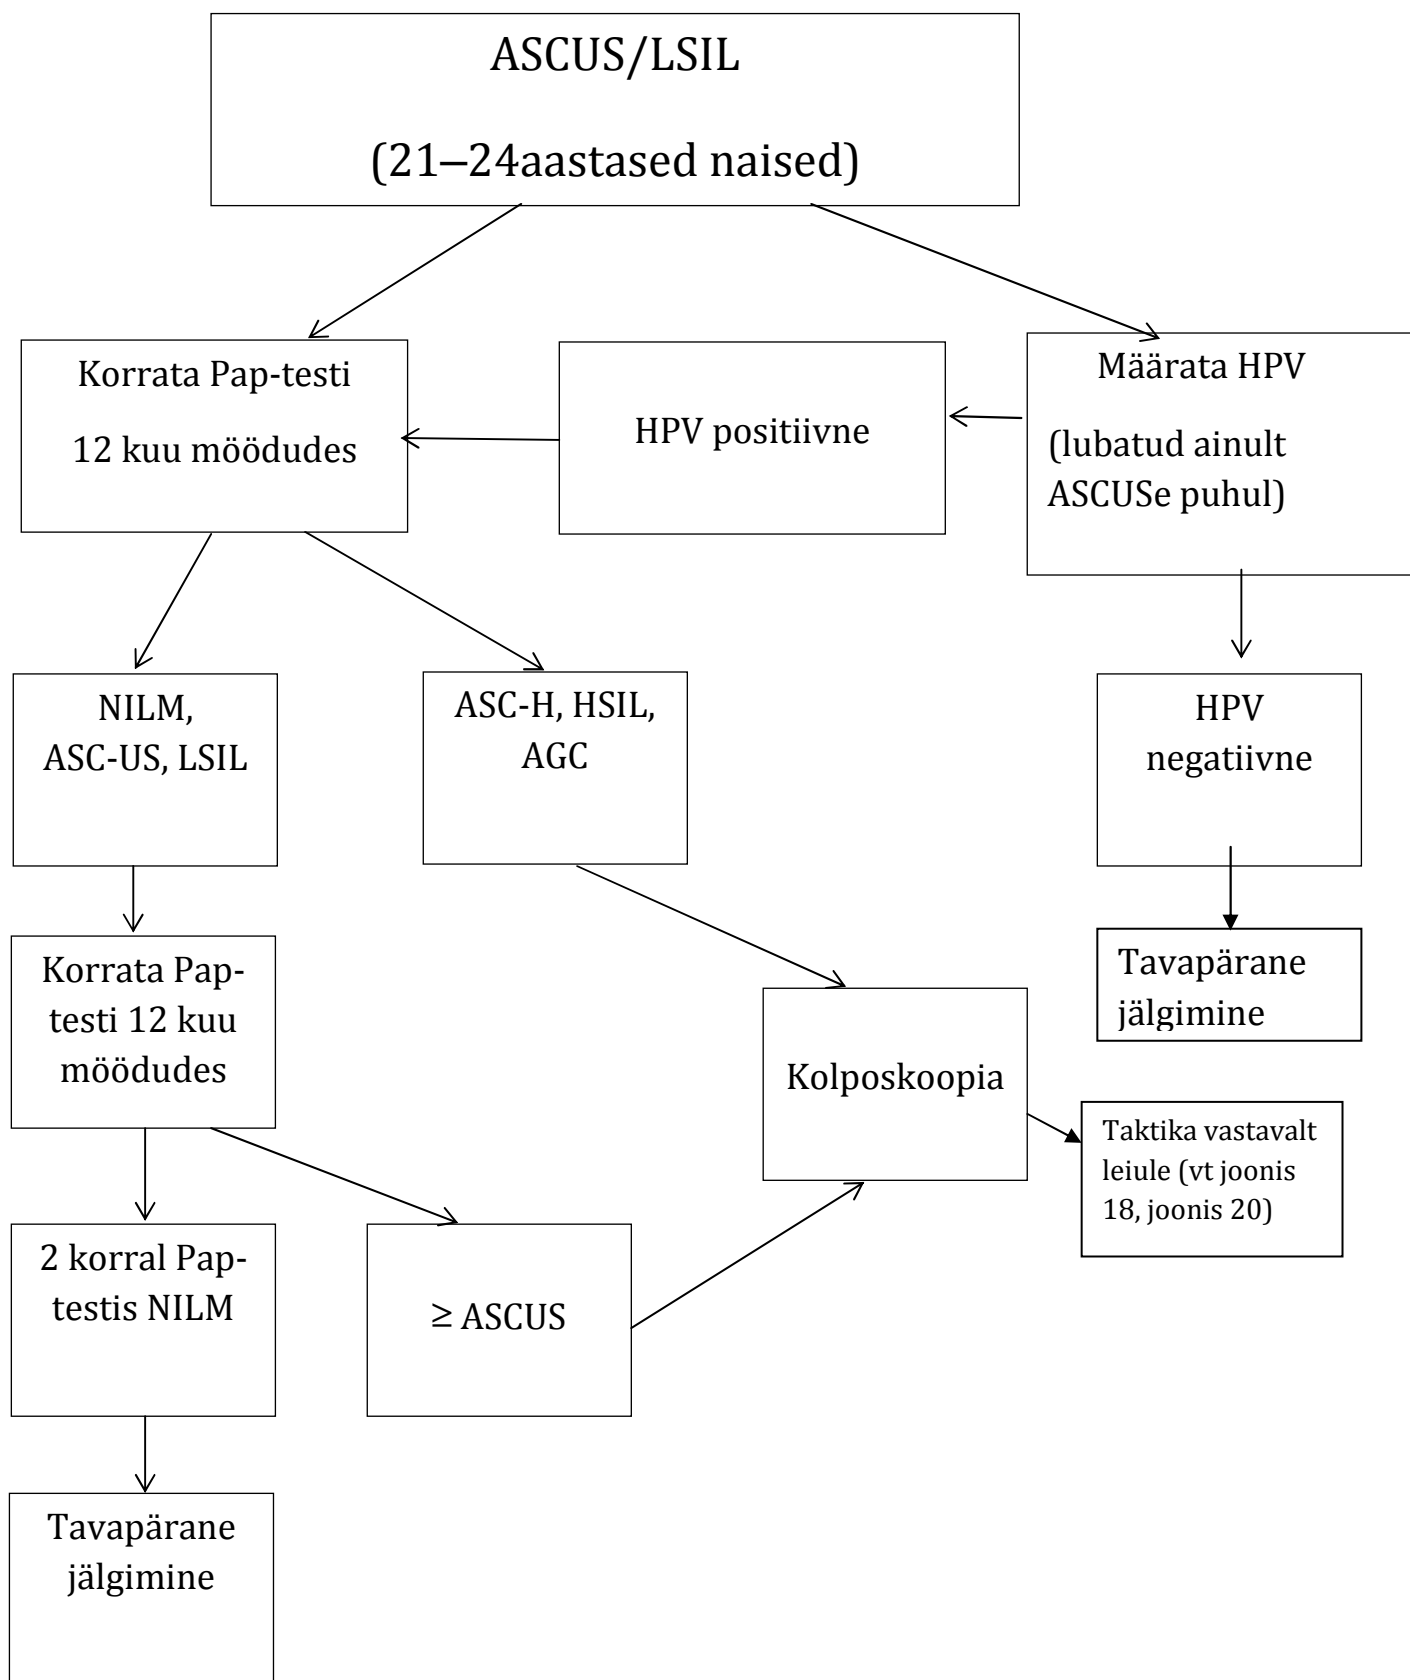 ASCUS/LSIL
(21–24aastased naised)
Korrata Pap-testi
12 kuu möödudes
HPV positiivne
Määrata HPV
(lubatud ainult
ASCUSe puhul)
NILM,
ASC-US, LSIL
ASC-H, HSIL,
AGC
HPV
negatiivne
Korrata Pap-
testi 12 kuu
möödudes
Kolposkoopia
Tavapärane
jälgimine
Taktika vastavalt
leiule (vt joonis
18, joonis 20)
2 korral Pap-
testis NILM
≥ ASCUS
Tavapärane
jälgimine